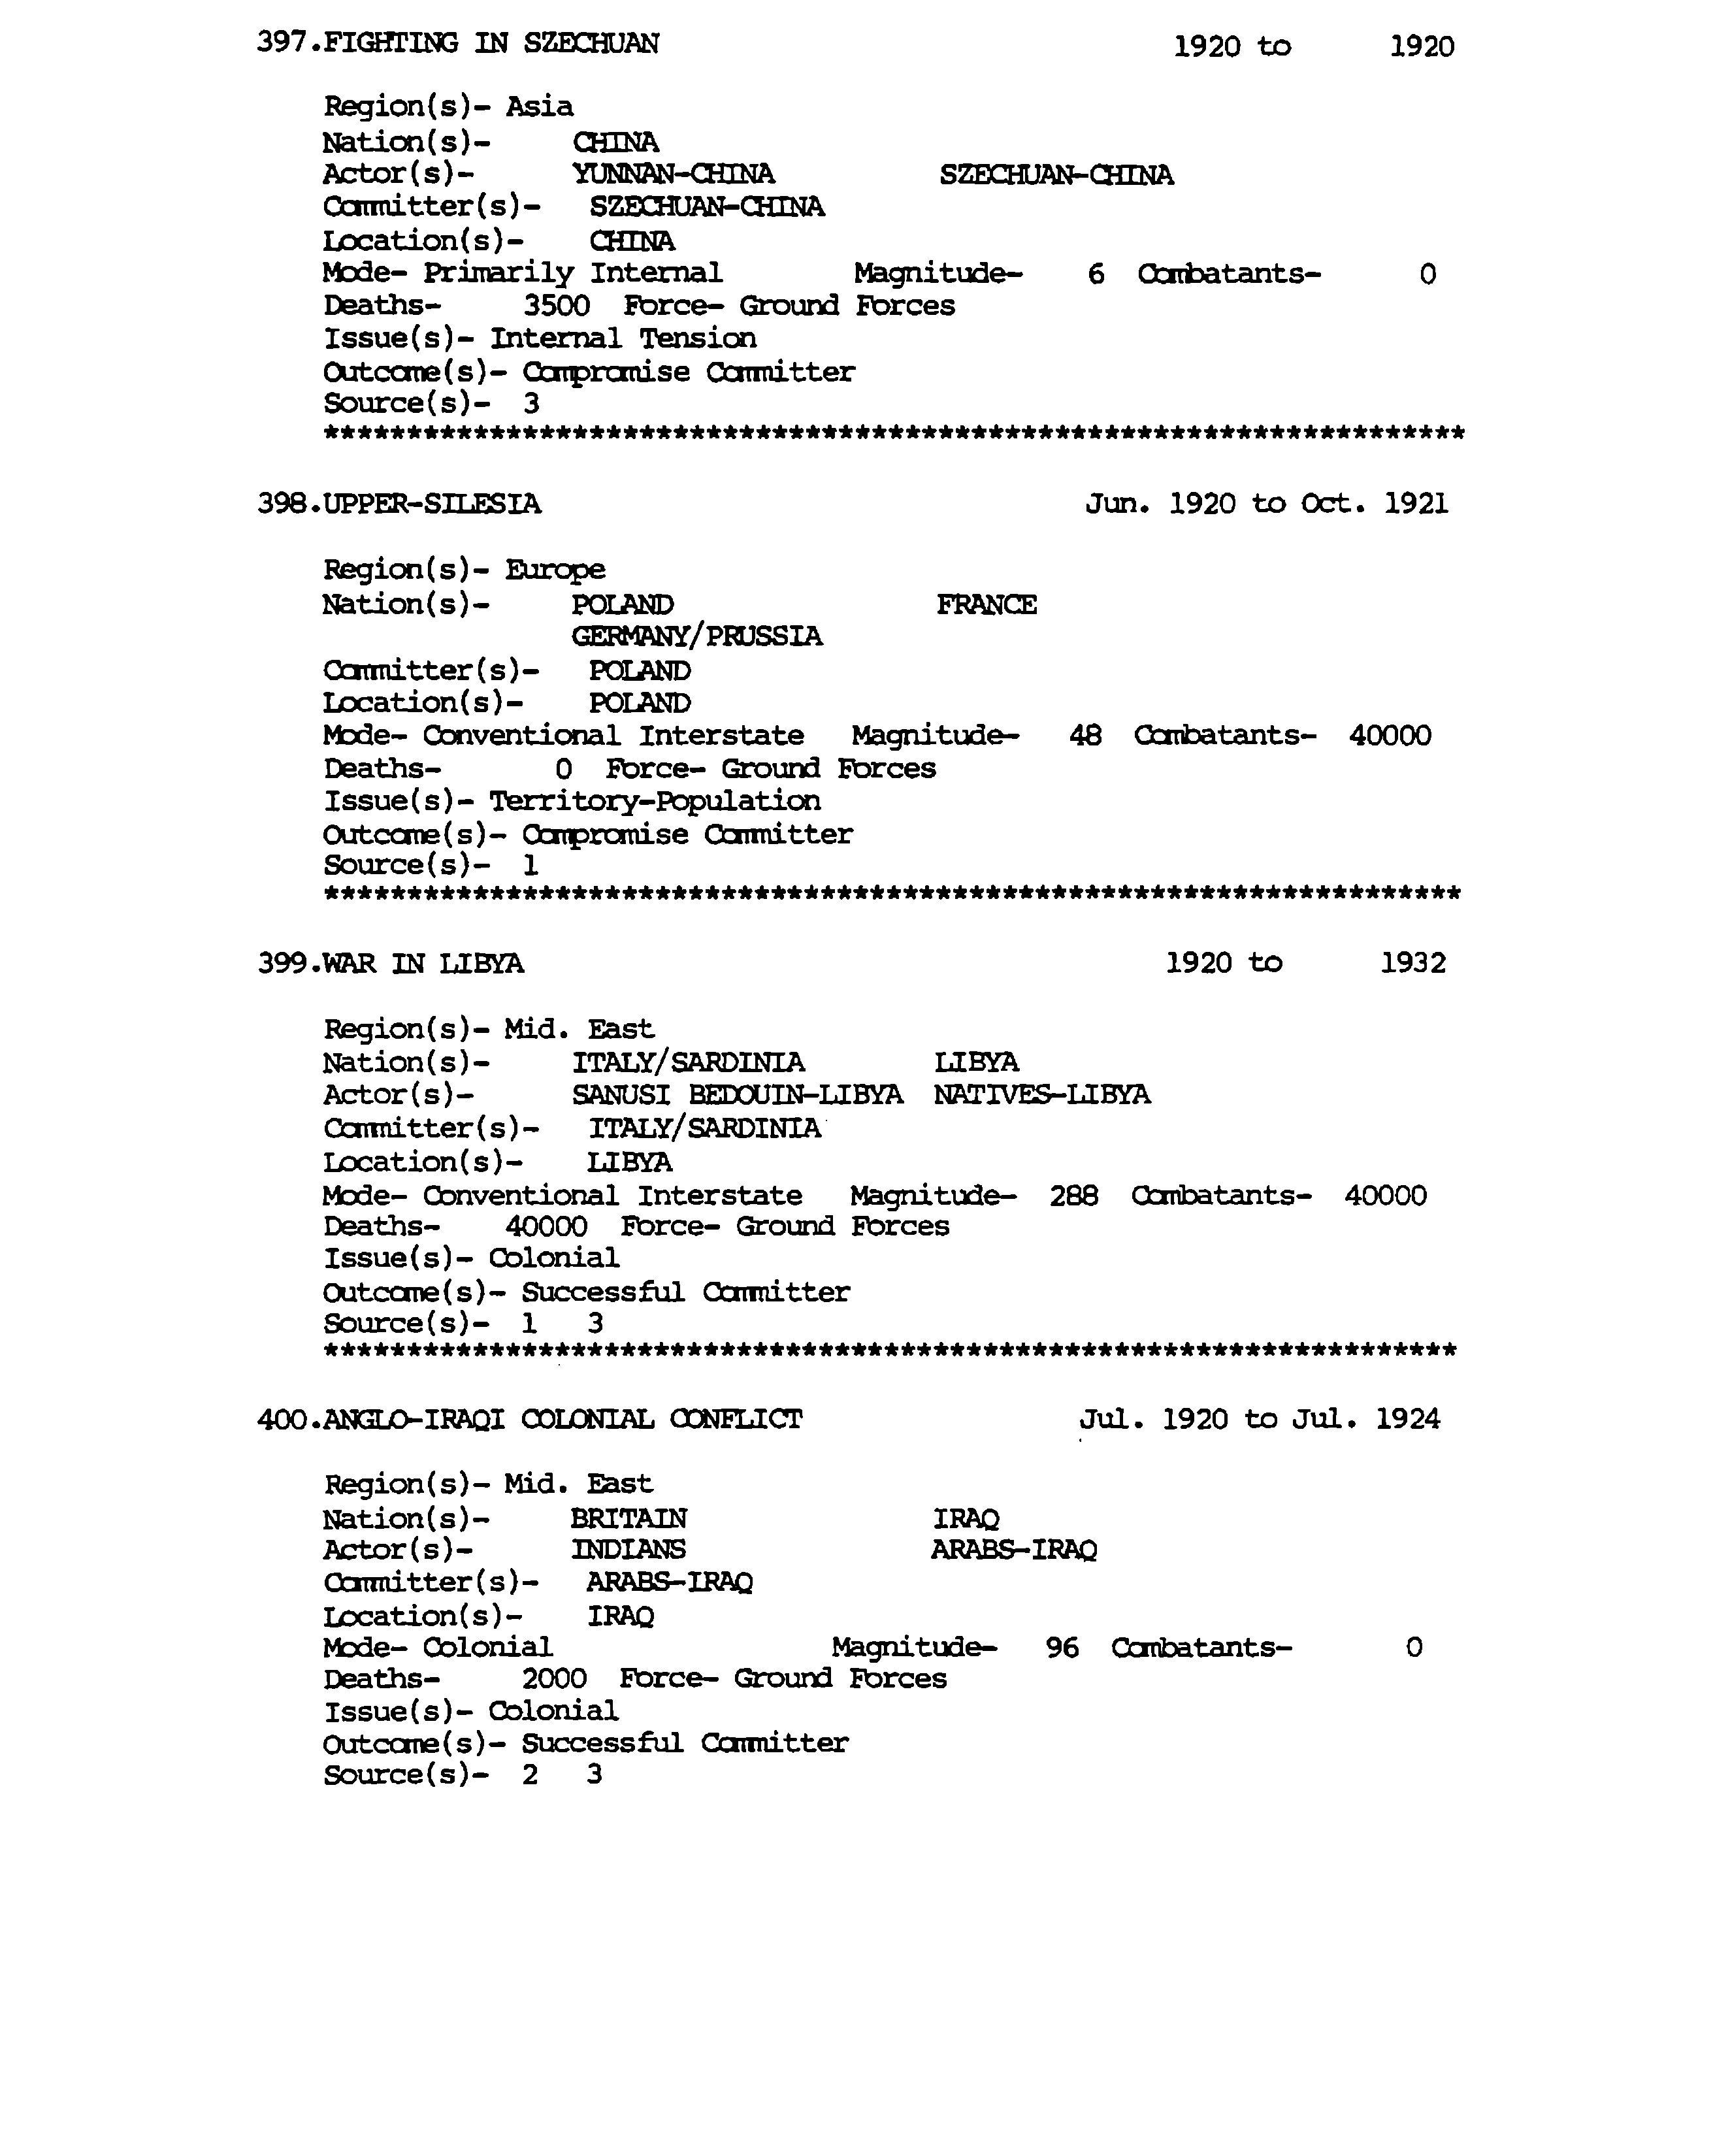 397.FIGHTING IN SZECHUAN 1920 to 1920
Region(s)- Asia
Nation(s)- CHINA
Actor(s)- YUNNAN-CHINA SZECHUAN-CHINA
Committer(s)- SZECHUAN-CHINA
Location(s)- CHINA
Mode- Primarily Internal Magnitude- 6 Combatants- 0
Deaths- 3500 Force- Ground Forces
Issue(s)- Internal Tension
Outcome(s)- Compromise Committer
Source(s)- 3
*********************************************************************
398.UPPER-SILESIA Jun. 1920 to Oct. 1921
Region(s)- Europe
Nation(s)- POLAND FRANCE
GERMANY/PRUSSIA
Committer(s)- POLAND
Location(s)- POLAND
Mode- Conventional Interstate Magnitude- 48 Combatants- 40000
Deaths- 0 Force- Ground Forces
Issue(s)- Territory-Population
Outcome(s)- Compromise Committer
Source(s)- 1
*********************************************************************
399.WAR IN LIBYA 1920 to 1932
Region(s)- Mid. East
Nation(s)- ITALY/SARDINIA LIBYA
Actor(s)- SANUSI BEDOUIN-LIBYA NATIVES-LIBYA
Committer(s)- ITALY/SARDINIA
Location(s)- LIBYA
Mode- Conventional Interstate Magnitude- 288 Combatants- 40000
Deaths- 40000 Force- Ground Forces
Issue(s)- Colonial
Outcome(s)- Successful Committer
Source(s)- 1 3
*********************************************************************
400.ANGLO-IRAQI COLONIAL CONFLICT Jul. 1920 to Jul. 1924
Region(s)- Mid. East
Nation(s)- BRITAIN IRAQ
Actor(s)- INDIANS ARABS-IRAQ
Committer(s)- ARABS-IRAQ
Location(s)- IRAQ
Mode- Colonial Magnitude- 96 Combatants- 0
Deaths- 2000 Force- Ground Forces
Issue(s)- Colonial
Outcome(s)- Successful Committer
Source(s)- 2 3